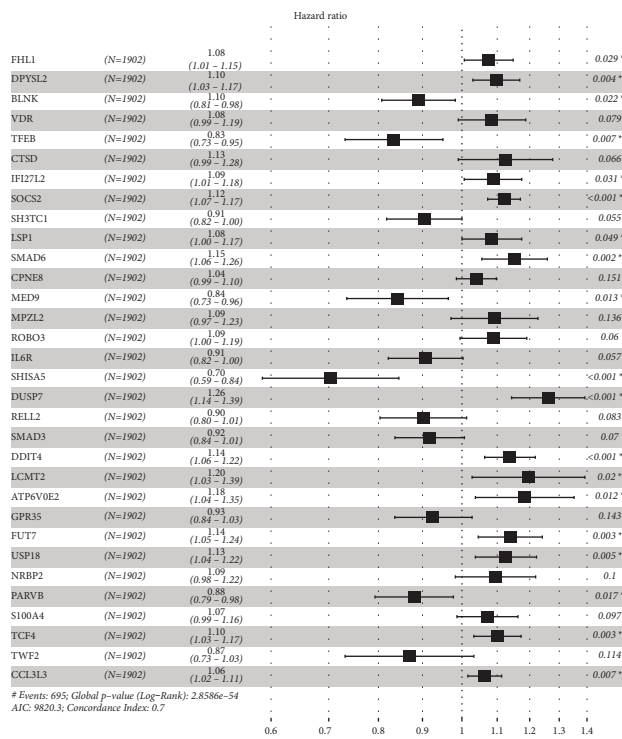 Hazard ratio
FHL1 (N=1902) 1.08 (1.01 – 1.15) 0.029 *
DPYSL2 (N=1902) 1.10 (1.03 – 1.17) 0.004 *
BLNK (N=1902) 1.10 (0.81 – 0.98) 0.022 *
VDR (N=1902) 1.08 (0.99 – 1.19) 0.079
TFEB (N=1902) 0.83 (0.73 – 0.95) 0.007 *
CTSD (N=1902) 1.13 (0.99 – 1.28) 0.066
IFI27L2 (N=1902) 1.09 (1.01 – 1.18) 0.031 *
SOCS2 (N=1902) 1.12 (1.07 – 1.17) <0.001 *
SH3TC1 (N=1902) 0.91 (0.82 – 1.00) 0.055
LSP1 (N=1902) 1.08 (1.00 – 1.17) 0.049 *
SMAD6 (N=1902) 1.15 (1.06 – 1.26) 0.002 *
CPNE8 (N=1902) 1.04 (0.99 – 1.10) 0.151
MED9 (N=1902) 0.84 (0.73 – 0.96) 0.013 *
MPZL2 (N=1902) 1.09 (0.97 – 1.23) 0.136
ROBO3 (N=1902) 1.09 (1.00 – 1.19) 0.06
IL6R (N=1902) 0.91 (0.82 – 1.00) 0.057
SHISA5 (N=1902) 0.70 (0.59 – 0.84) <0.001 *
DUSP7 (N=1902) 1.26 (1.14 – 1.39) <0.001 *
RELL2 (N=1902) 0.90 (0.80 – 1.01) 0.083
SMAD3 (N=1902) 0.92 (0.84 – 1.01) 0.07
DDIT4 (N=1902) 1.14 (1.06 – 1.22) <0.001 *
LCMT2 (N=1902) 1.20 (1.03 – 1.39) 0.02 *
ATP6V0E2 (N=1902) 1.18 (1.04 – 1.35) 0.012 *
GPR35 (N=1902) 0.93 (0.84 – 1.03) 0.143
FUT7 (N=1902) 1.14 (1.05 – 1.24) 0.003 *
USP18 (N=1902) 1.13 (1.04 – 1.22) 0.005 *
NRBP2 (N=1902) 1.09 (0.98 – 1.22) 0.1
PARVB (N=1902) 0.88 (0.79 – 0.98) 0.017 *
S100A4 (N=1902) 1.07 (0.99 – 1.16) 0.097
TCF4 (N=1902) 1.10 (1.03 – 1.17) 0.003 *
TWF2 (N=1902) 0.87 (0.73 – 1.03) 0.114
CCL3L3 (N=1902) 1.06 (1.02 – 1.11) 0.007 *
# Events: 695; Global p–value (Log–Rank): 2.8586e–54
AIC: 9820.3; Concordance Index: 0.7
0.6 0.7 0.8 0.9 1 1.1 1.2 1.3 1.4